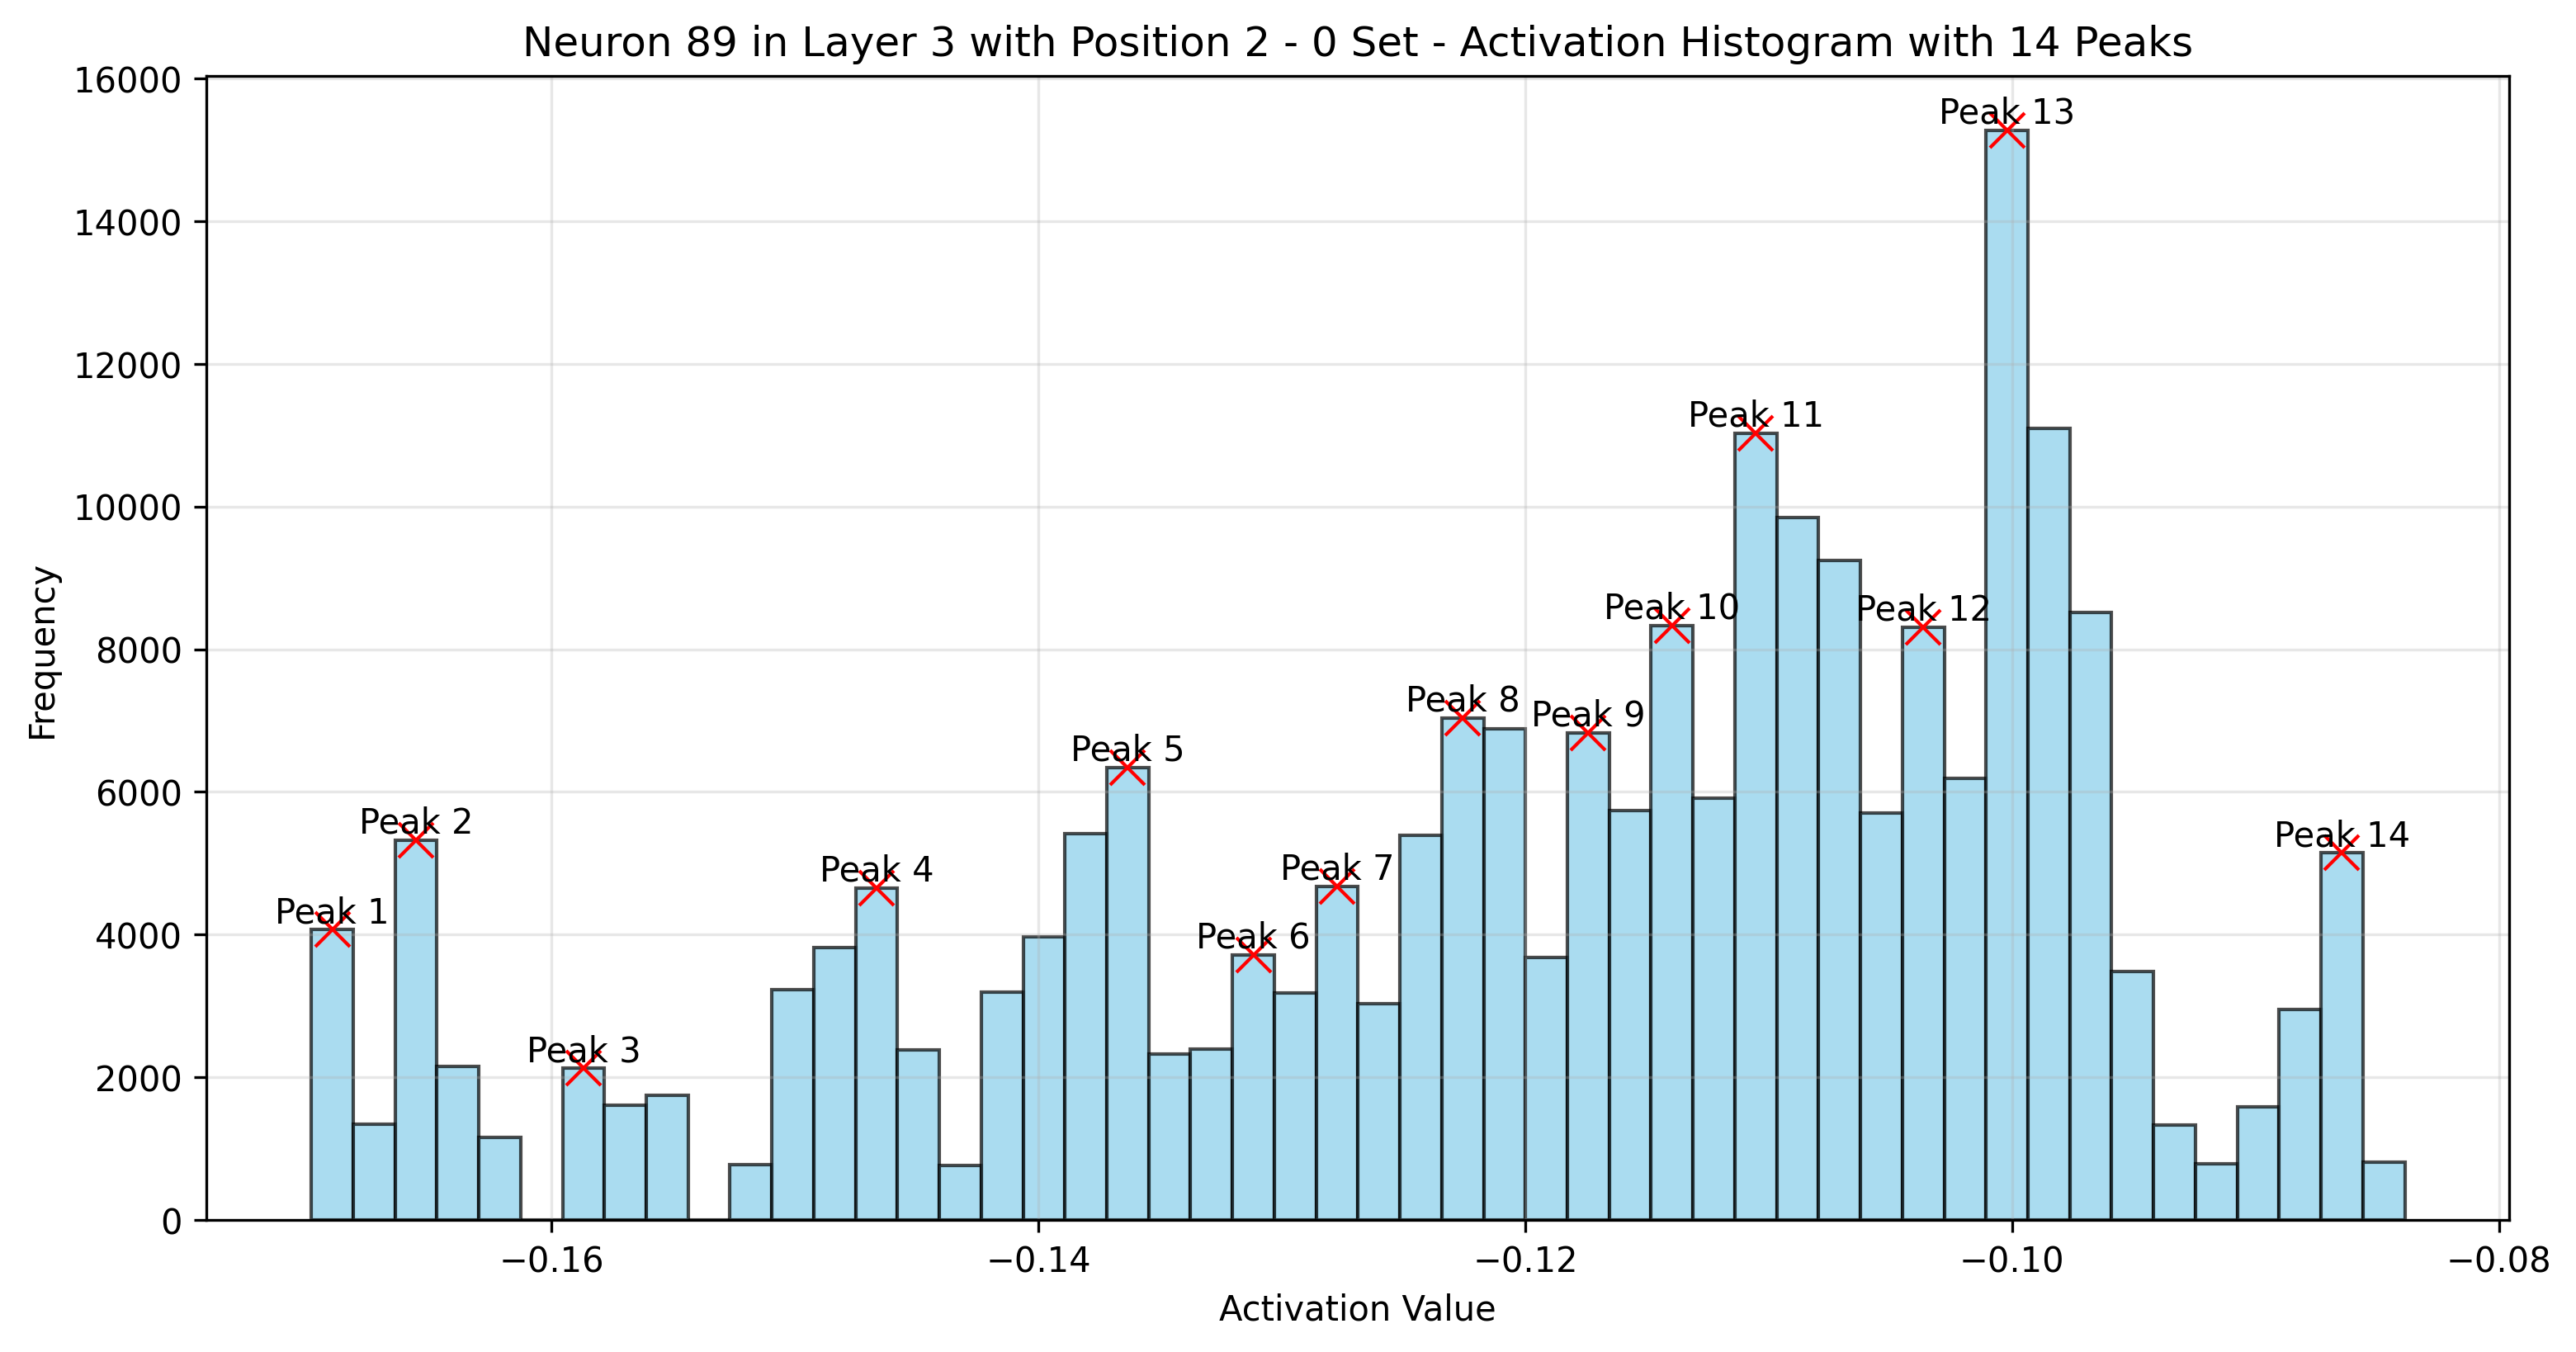 Neuron 89 in Layer 3 with Position 2 - 0 Set - Activation Histogram with 14 Peaks
16000
14000
12000
10000
8000
6000
4000
2000
0
Frequency
Peak 1
Peak 2
Peak 3
Peak 4
Peak 5
Peak 6
Peak 7
Peak 8
Peak 9
Peak 10
Peak 11
Peak 12
Peak 13
Peak 14
−0.16
−0.14
−0.12
−0.10
−0.08
Activation Value